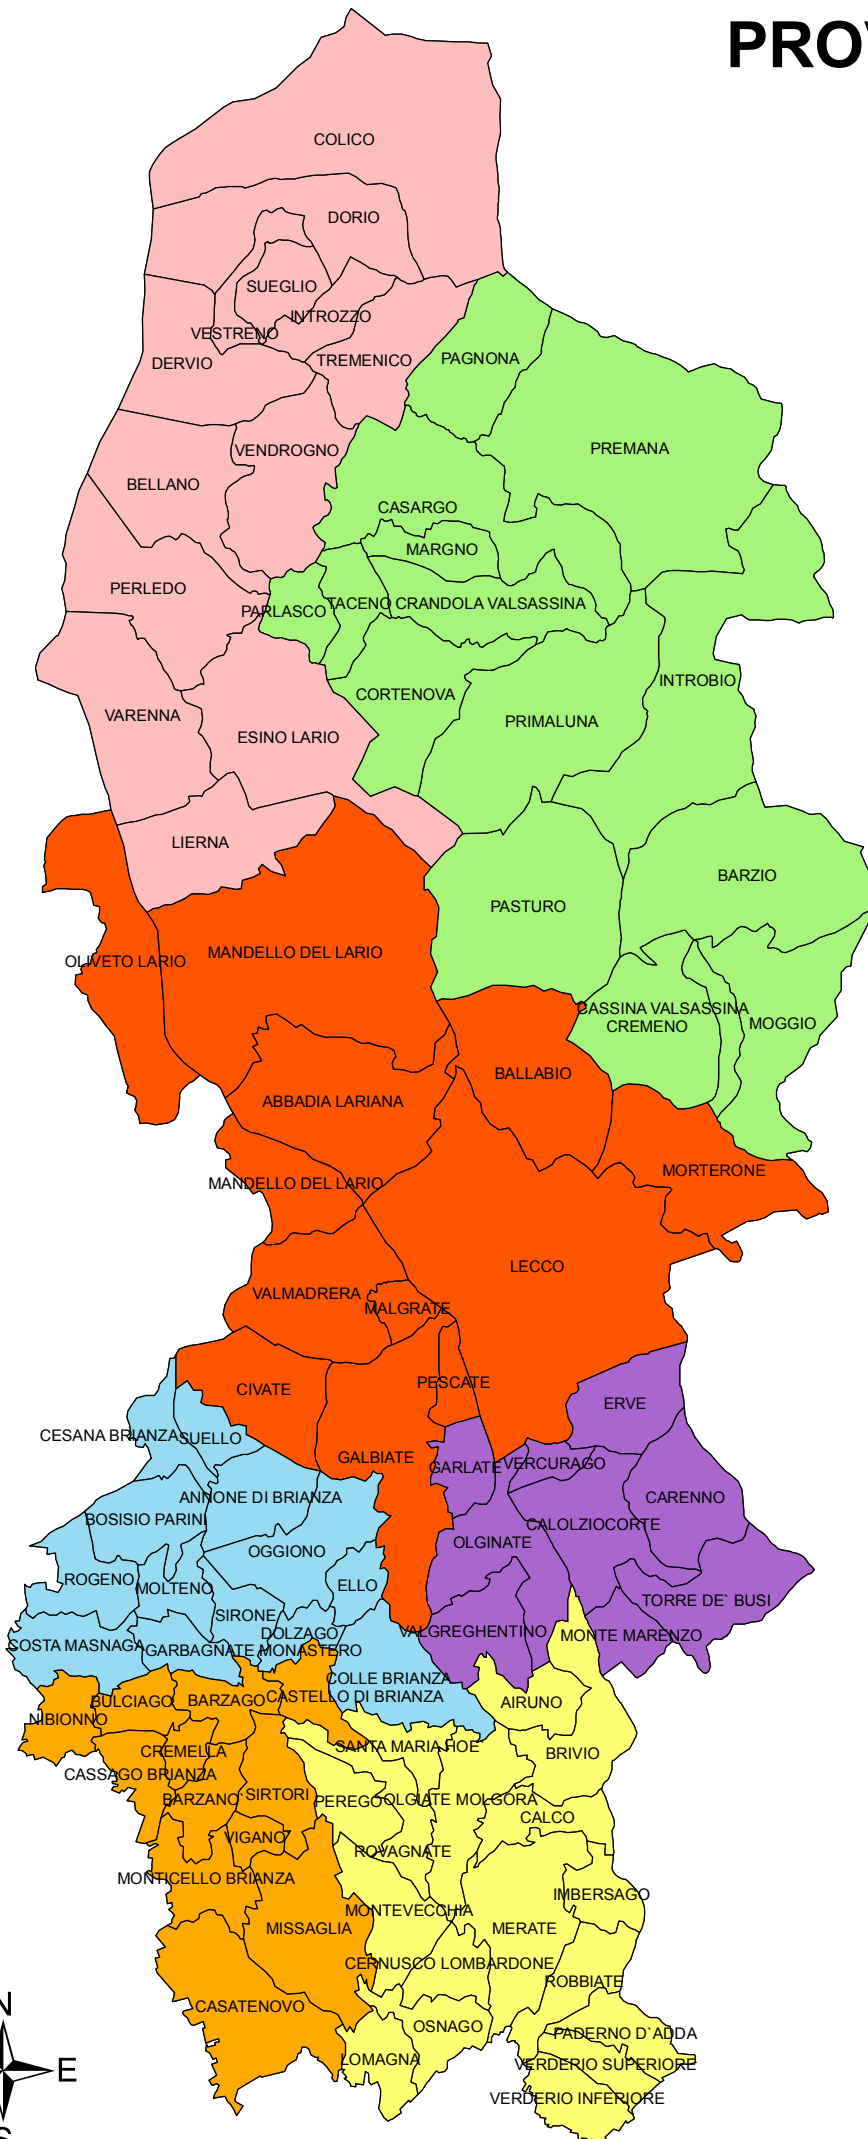 PROV
COLICO
DORIO
SUEGLIO
INTROZZO
VESTRENO
DERVIO
TREMENICO
PAGNONA
PREMANA
VENDROGNO
BELLANO
CASARGO
MARGNO
PERLEDO
PARLASCO
TACENO
CRANDOLA VALSASSINA
INTROBIO
CORTENOVA
VARENNA
PRIMALUNA
ESINO LARIO
LIERNA
BARZIO
PASTURO
MANDELLO DEL LARIO
OLIVETO LARIO
CASSINA VALSASSINA
CREMENO
MOGGIO
BALLABIO
ABBADIA LARIANA
MORTERONE
MANDELLO DEL LARIO
LECCO
VALMADRERA
MALGRATE
PESCATE
CIVATE
ERVE
CESANA BRIANZA
SUELLO
GALBIATE
GARLATE
VERCURAGO
ANNONE DI BRIANZA
CARENNO
BOSISIO PARINI
CALOLZIOCORTE
OLGINATE
OGGIONO
ROGENO
MOLTENO
ELLO
TORRE DE` BUSI
SIRONE
DOLZAGO
VALGREGHENTINO
MONTE MARENZO
COSTA MASNAGA
GARBAGNATE MONASTERO
COLLE BRIANZA
CASTELLO DI BRIANZA
BULCIAGO
BARZAGO
AIRUNO
NIBIONNO
CREMELLA
SANTA MARIA HOE
BRIVIO
CASSAGO BRIANZA
SIRTORI
BARZANO
PEREGO
OLGIATE MOLGORA
CALCO
VIGANO
ROVAGNATE
MONTICELLO BRIANZA
IMBERSAGO
MONTEVECCHIA
MISSAGLIA
MERATE
CERNUSCO LOMBARDONE
ROBBIATE
CASATENOVO
N
OSNAGO
PADERNO D`ADDA
LOMAGNA
VERDERIO SUPERIORE
E
VERDERIO INFERIORE
S